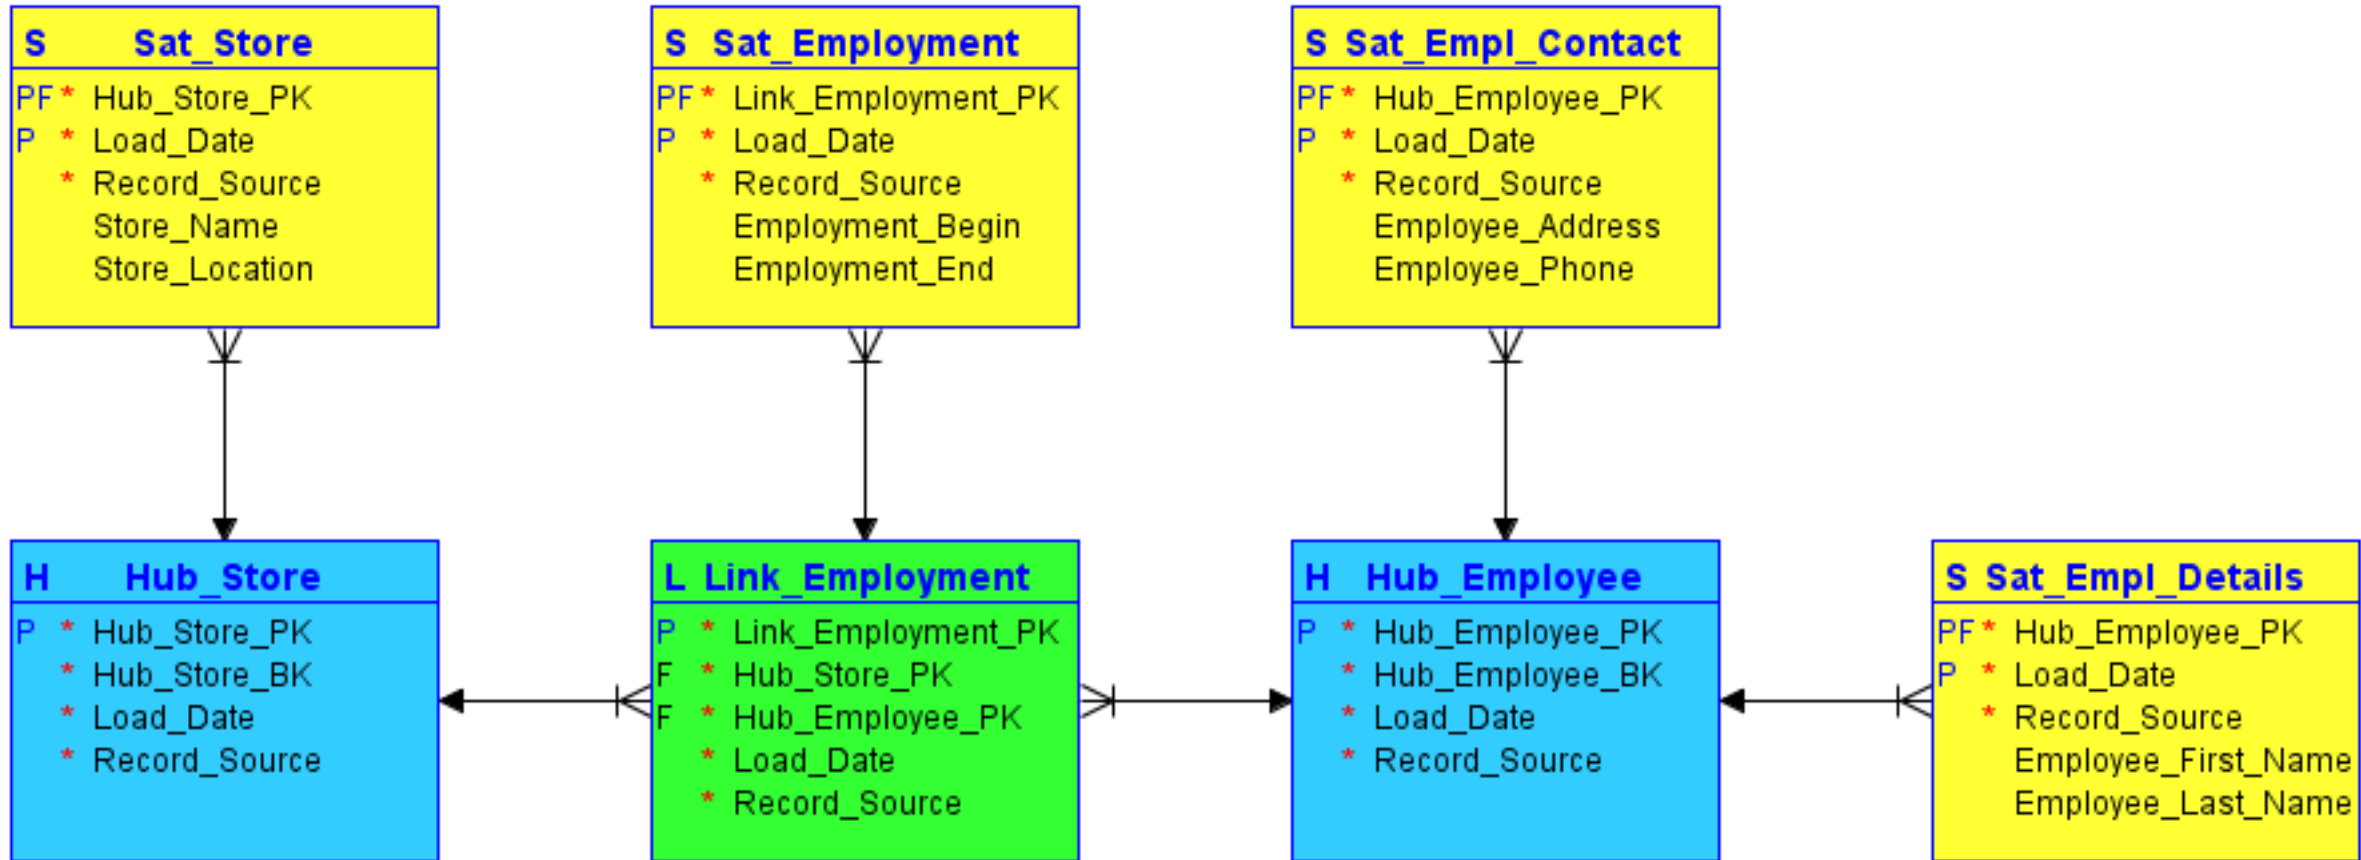 S Sat_Store
PF * Hub_Store_PK
P * Load_Date
* Record_Source
Store_Name
Store_Location
S Sat_Employment
PF * Link_Employment_PK
P * Load_Date
* Record_Source
Employment_Begin
Employment_End
S Sat_Empl_Contact
PF * Hub_Employee_PK
P * Load_Date
* Record_Source
Employee_Address
Employee_Phone
H Hub_Store
P * Hub_Store_PK
* Hub_Store_BK
* Load_Date
* Record_Source
L Link_Employment
P * Link_Employment_PK
F * Hub_Store_PK
F * Hub_Employee_PK
* Load_Date
* Record_Source
H Hub_Employee
P * Hub_Employee_PK
* Hub_Employee_BK
* Load_Date
* Record_Source
S Sat_Empl_Details
PF * Hub_Employee_PK
P * Load_Date
* Record_Source
Employee_First_Name
Employee_Last_Name